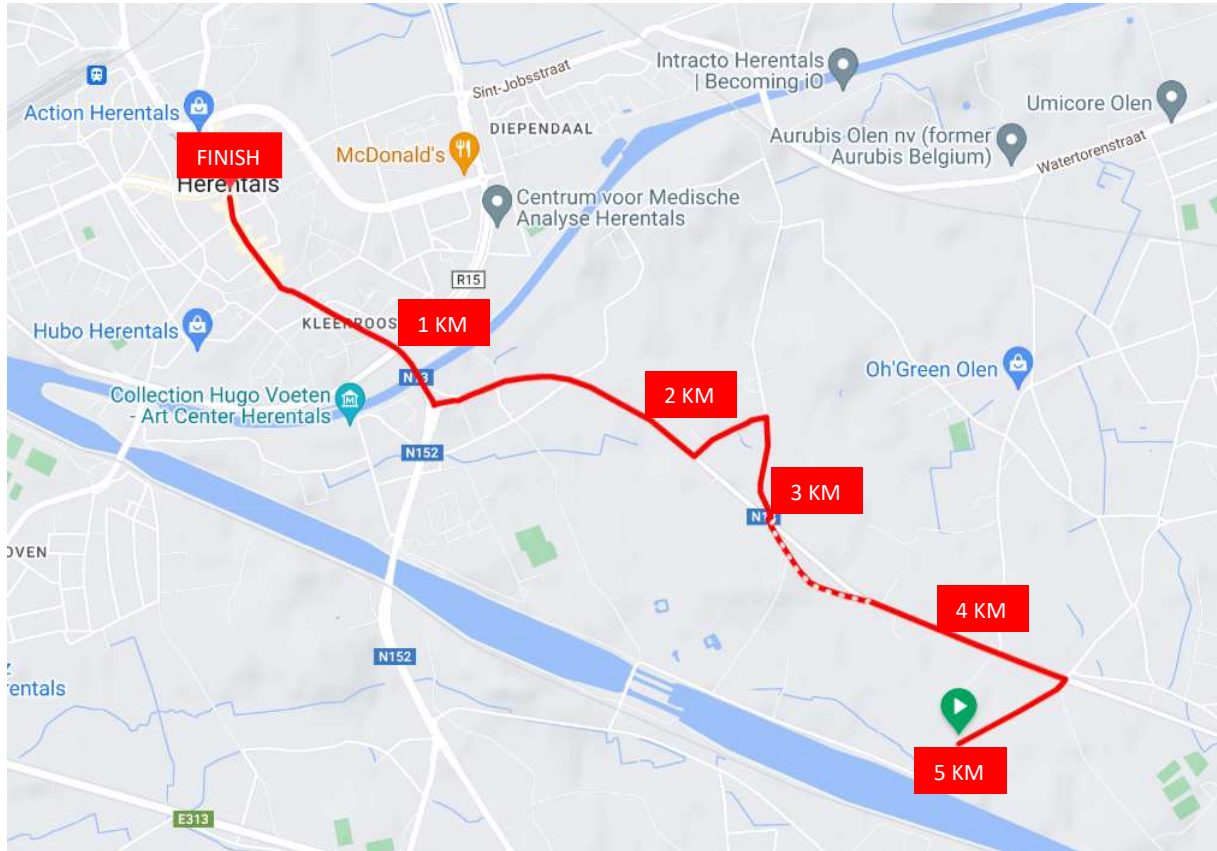 Intracto Herentals
| Becoming iO
Sint-Jobsstraat
Action Herentals
Umicore Olen
DIEPENDAAL
Aurubis Olen nv (former
Aurubis Belgium)
Watertorenstraat
FINISH
McDonald's
Herentals
Centrum voor Medische
Analyse Herentals
R15
KLEERROOS
1 KM
Hubo Herentals
N13
Oh'Green Olen
Collection Hugo Voeten
- Art Center Herentals
2 KM
N152
3 KM
OVEN
4 KM
N152
rentals
5 KM
E313